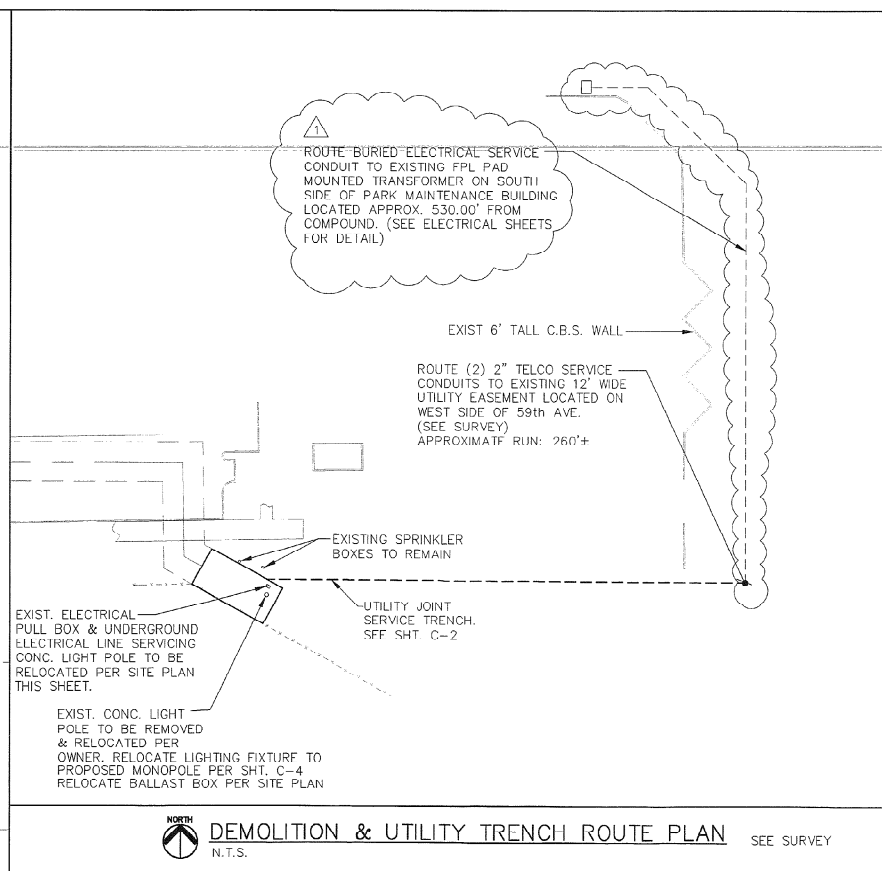 1
ROUTE BURIED ELECTRICAL SERVICE
CONDUIT TO EXISTING FPL PAD
MOUNTED TRANSFORMER ON SOUTH
SIDE OF PARK MAINTENANCE BUILDING
LOCATED APPROX. 530.00' FROM
COMPOUND. (SEE ELECTRICAL SHEETS
FOR DETAIL)
EXIST 6' TALL C.B.S. WALL
ROUTE (2) 2" TELCO SERVICE
CONDUITS TO EXISTING 12' WIDE
UTILITY EASEMENT LOCATED ON
WEST SIDE OF 59th AVE.
(SEE SURVEY)
APPROXIMATE RUN: 260'±
EXISTING SPRINKLER
BOXES TO REMAIN
UTILITY JOINT
SERVICE TRENCH.
SEE SHT. C-2
EXIST. ELECTRICAL
PULL BOX & UNDERGROUND
ELECTRICAL LINE SERVICING
CONC. LIGHT POLE TO BE
RELOCATED PER SITE PLAN
THIS SHEET.
EXIST. CONC. LIGHT
POLE TO BE REMOVED
& RELOCATED PER
OWNER. RELOCATE LIGHTING FIXTURE TO
PROPOSED MONOPOLE PER SHT. C-4
RELOCATE BALLAST BOX PER SITE PLAN
NORTH
DEMOLITION & UTILITY TRENCH ROUTE PLAN
SEE SURVEY
N.T.S.